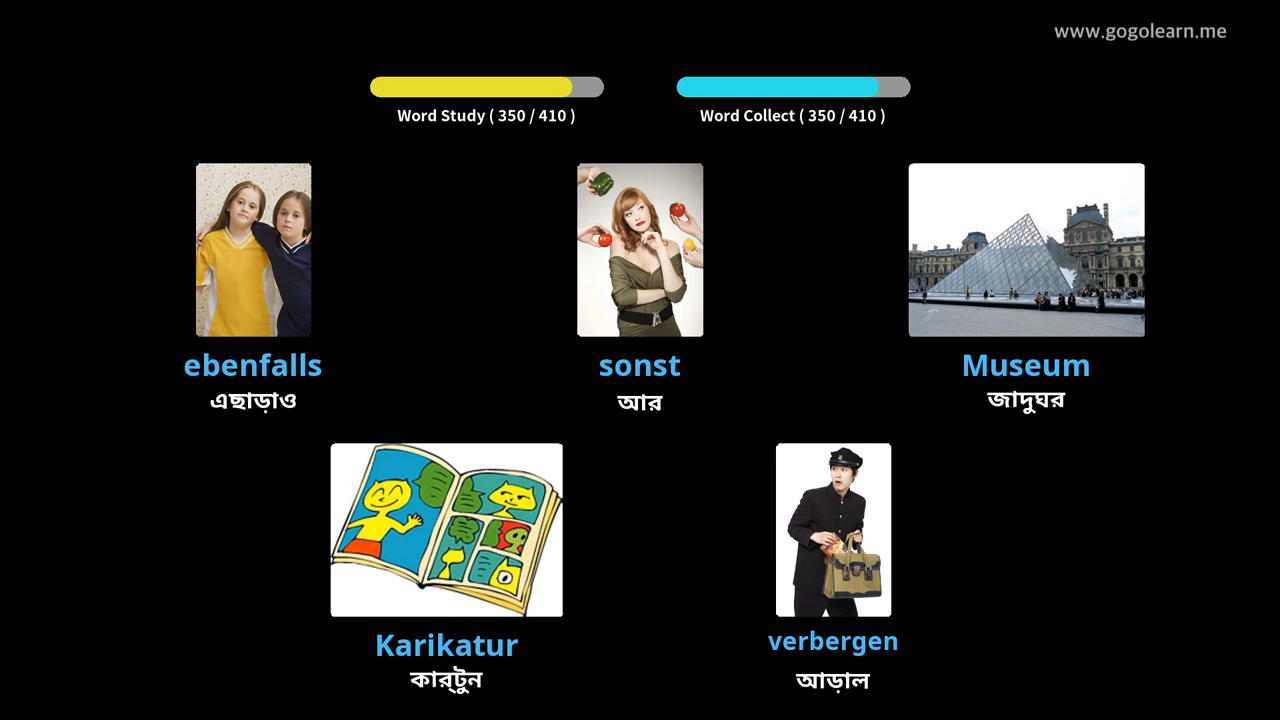 www.gogolearn.me
Word Study ( 350 / 410 )
Word Collect ( 350 / 410 )
ebenfalls
এছাড়াও
sonst
আর
Museum
জাদুঘর
Karikatur
কার্টুন
verbergen
আড়াল